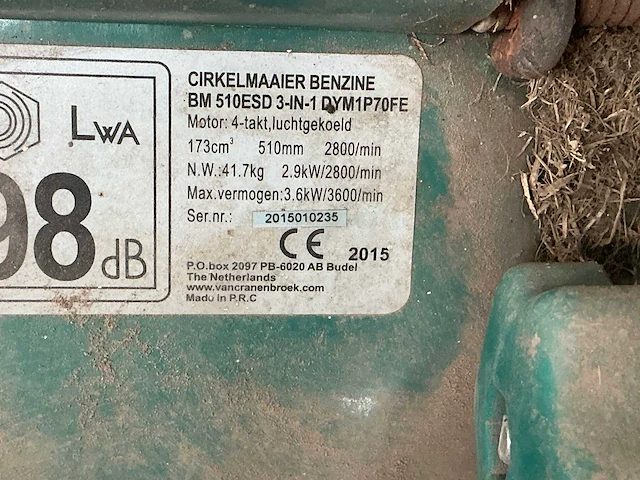 CIRKELMAAIER BENZINE
BM 510ESD 3-IN-1 DYM1P70FE
Motor: 4-takt,luchtgekoeld
173cm³ 510mm 2800/min
N.W.:41.7kg 2.9kW/2800/min
Max.vermogen:3.6kW/3600/min
Ser.nr.: 2015010235
CE 2015
P.O.box 2097 PB-6020 AB Budel
The Netherlands
www.vancranenbroek.com
Made in P.R.C
LWA
98 dB